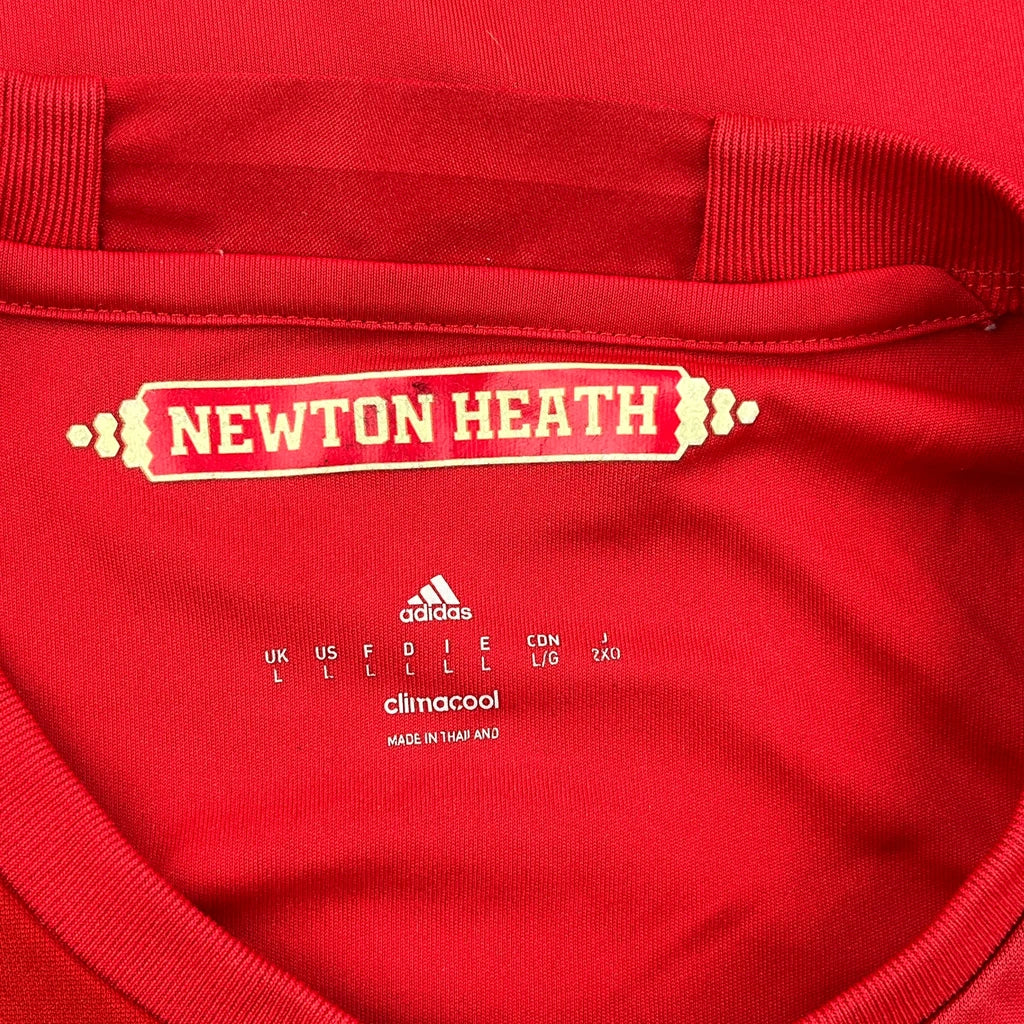 NEWTON HEATH
adidas
UK US F D I E CDN J
L L L L L L L/G 2XO
climacool
MADE IN THAILAND